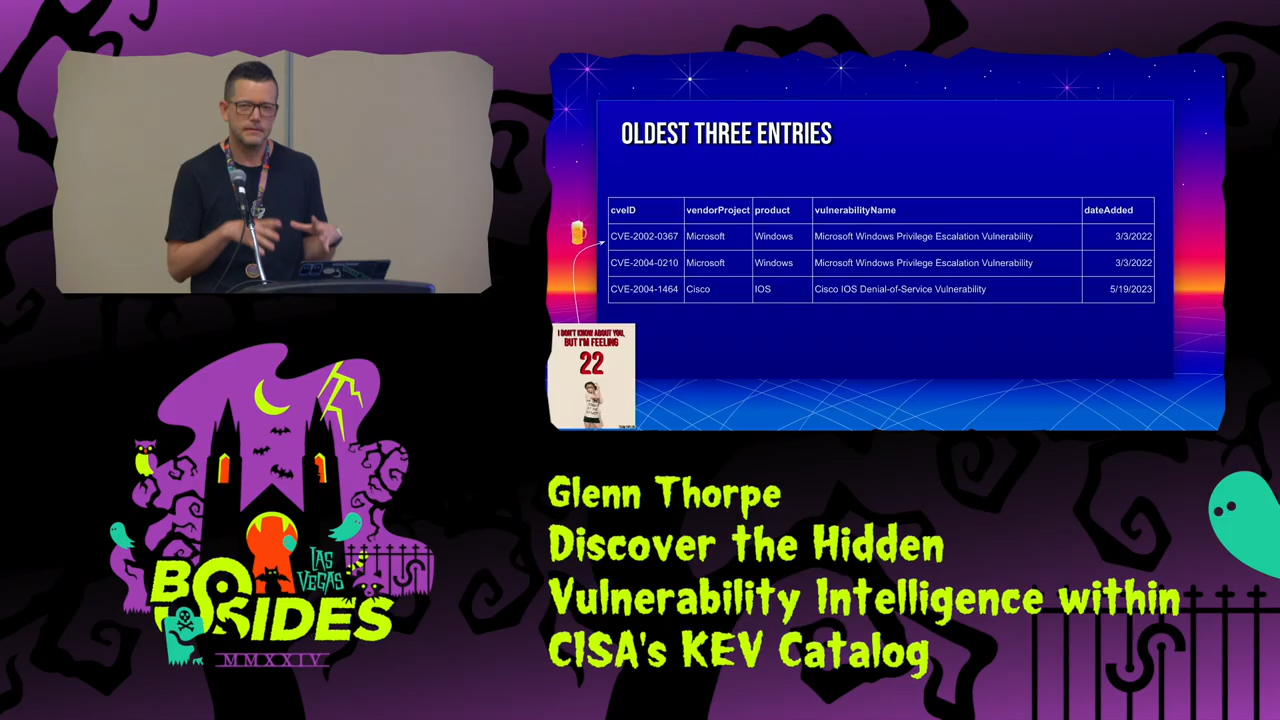 OLDEST THREE ENTRIES
cveID vendorProject product vulnerabilityName dateAdded
CVE-2002-0367 Microsoft Windows Microsoft Windows Privilege Escalation Vulnerability 3/3/2022
CVE-2004-0210 Microsoft Windows Microsoft Windows Privilege Escalation Vulnerability 3/3/2022
CVE-2004-1464 Cisco IOS Cisco IOS Denial-of-Service Vulnerability 5/19/2023
I DON'T KNOW ABOUT YOU,
BUT I'M FEELING
22
LAS
VEGAS
BSIDES
MMXXIV
Glenn Thorpe
Discover the Hidden
Vulnerability Intelligence within
CISA's KEV Catalog